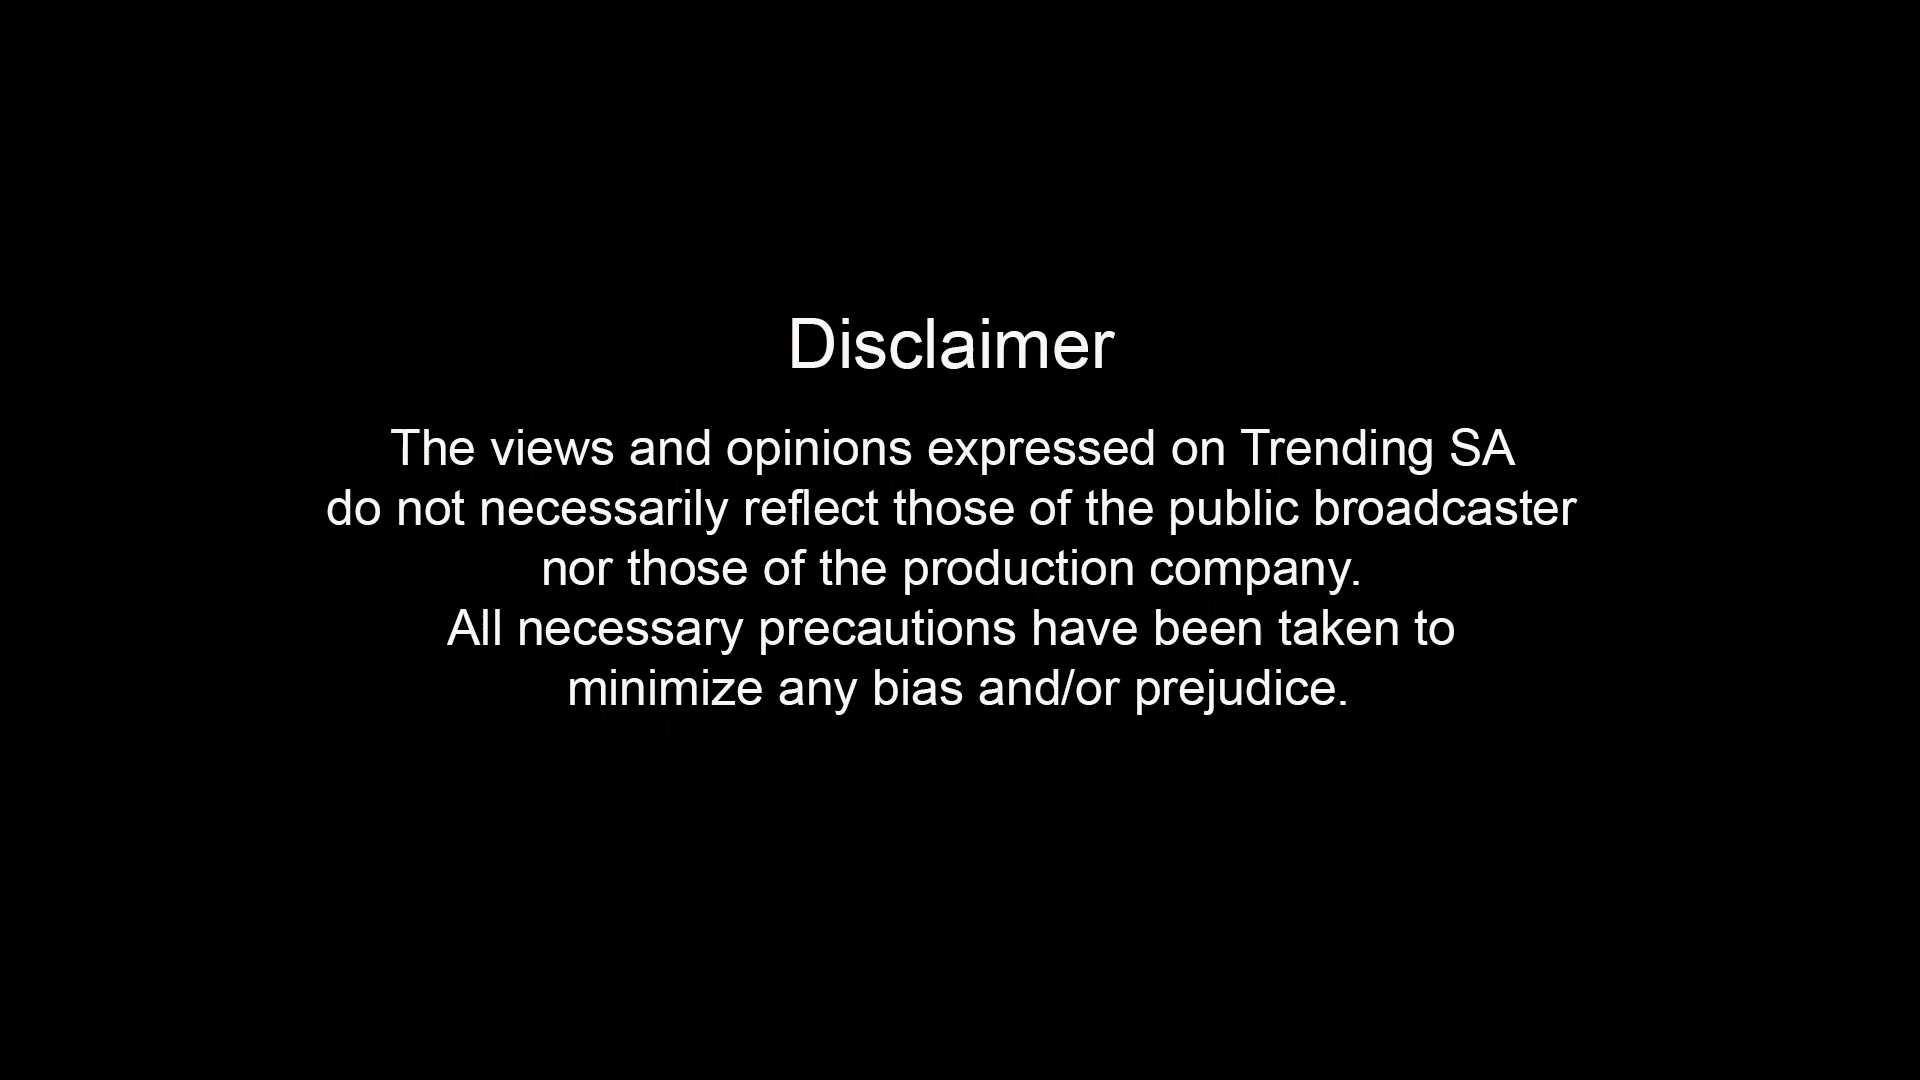 Disclaimer
The views and opinions expressed on Trending SA
do not necessarily reflect those of the public broadcaster
nor those of the production company.
All necessary precautions have been taken to
minimize any bias and/or prejudice.